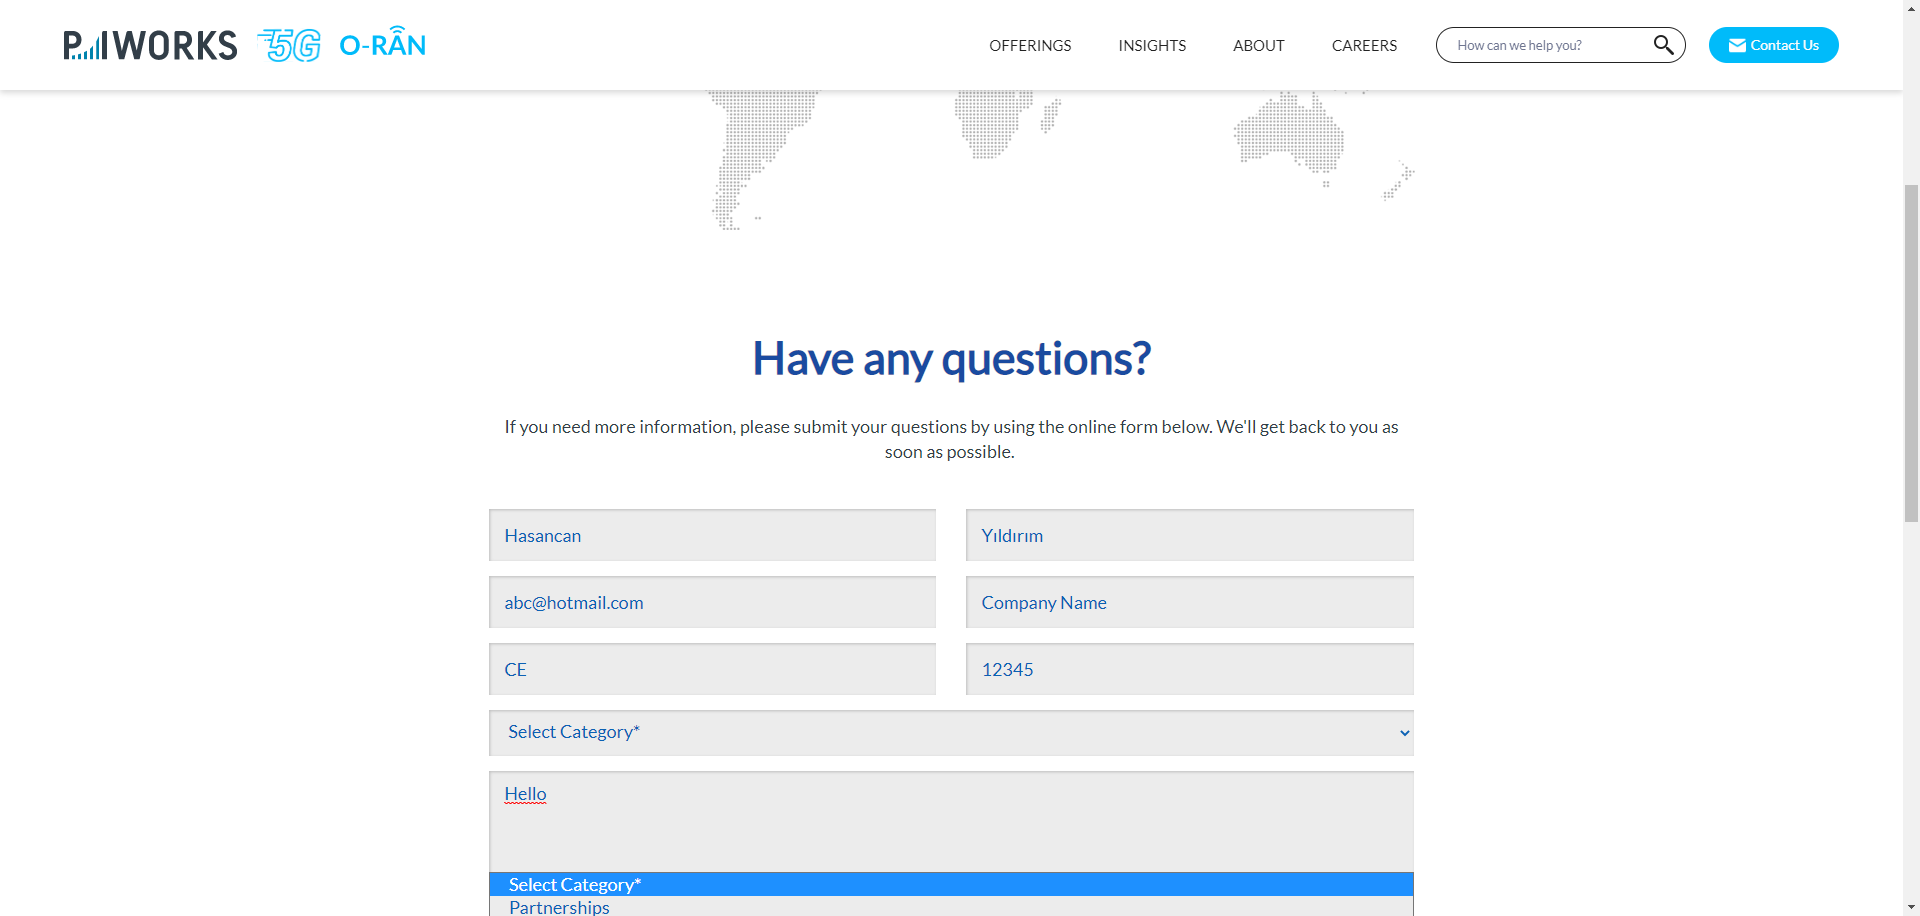 P.I WORKS 5G O-RAN OFFERINGS INSIGHTS ABOUT CAREERS How can we help you? Contact Us
Have any questions?
If you need more information, please submit your questions by using the online form below. We'll get back to you as
soon as possible.
Hasancan Yıldırım
abc@hotmail.com Company Name
CE 12345
Select Category*
Hello
Select Category*
Partnerships